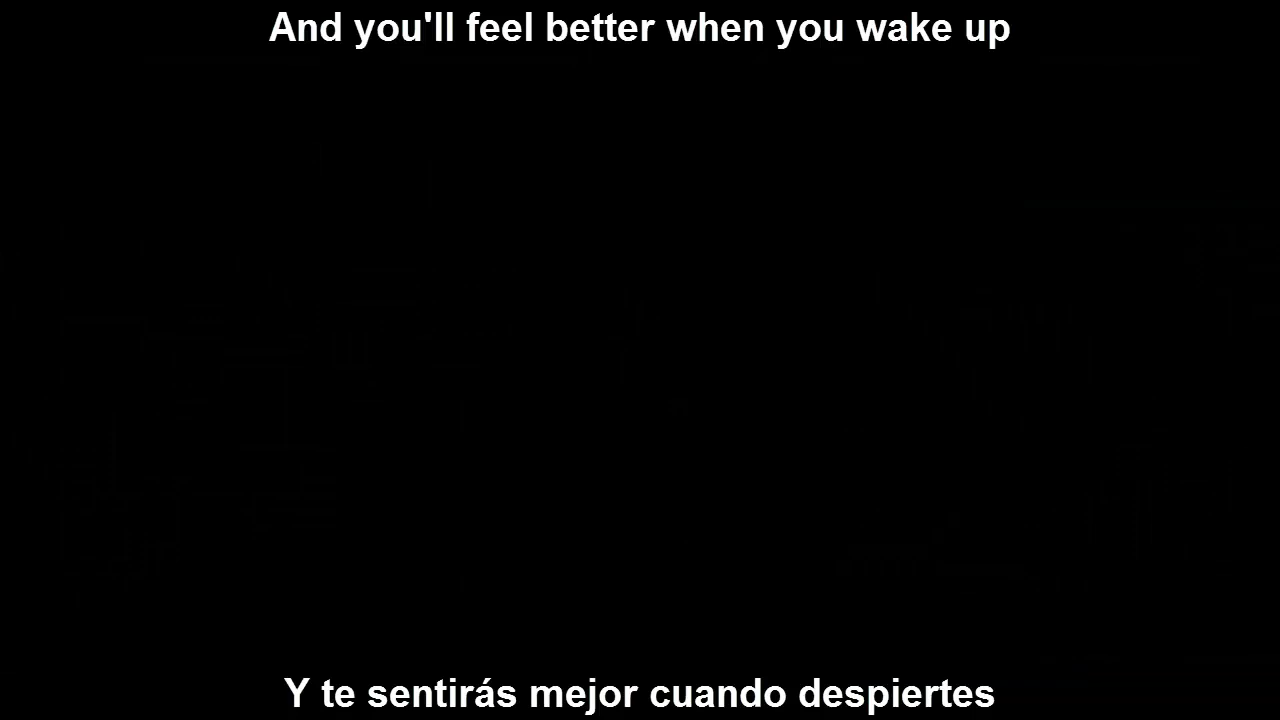 And you'll feel better when you wake up
Y te sentirás mejor cuando despiertes